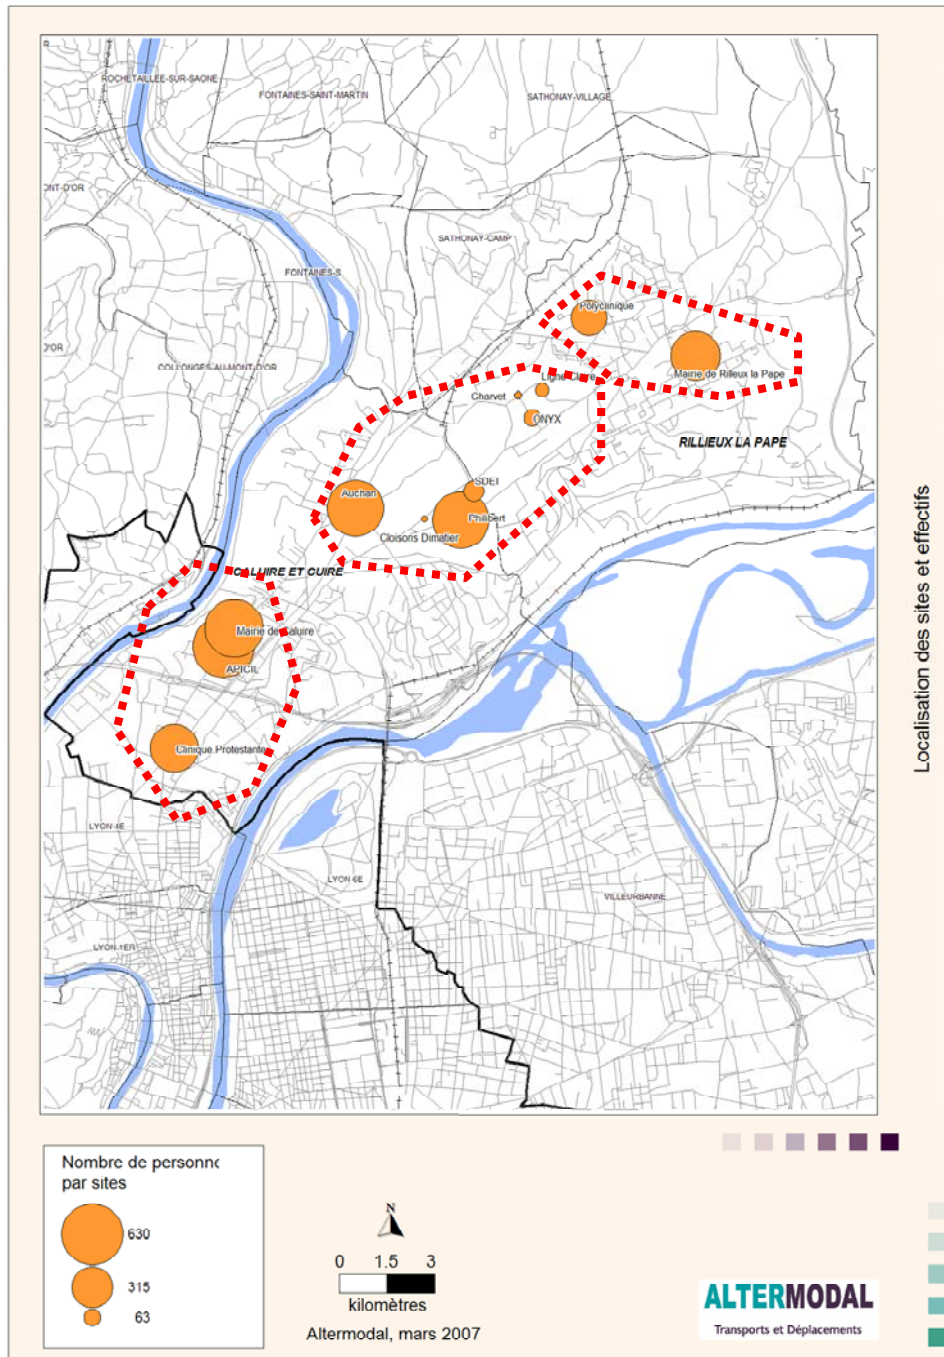 ROCHETAILLEE-SUR-SAONE
FONTAINES-SAINT-MARTIN
SATHONAY-VILLAGE
ONT-D'OR
SATHONAY-CAMP
FONTAINES-S
Polyclinique
D'OR
COLLONGES-AU-MONT-D'OR
Mairie de Rilleux la Pape
Ligne Claire
Charvet
ONYX
RILLIEUX LA PAPE
SDEI
Auchan
Philibert
Cloisons Dimatier
CALUIRE ET CUIRE
Mairie de Caluire
APICIL
Clinique Protestante
LYON-4E
LYON 6E
VILLEURBANNE
LYON-1ER
Localisation des sites et effectifs
Nombre de personne
par sites
630
315
63
N
0 1.5 3
kilomètres
Altermodal, mars 2007
ALTERMODAL
Transports et Déplacements